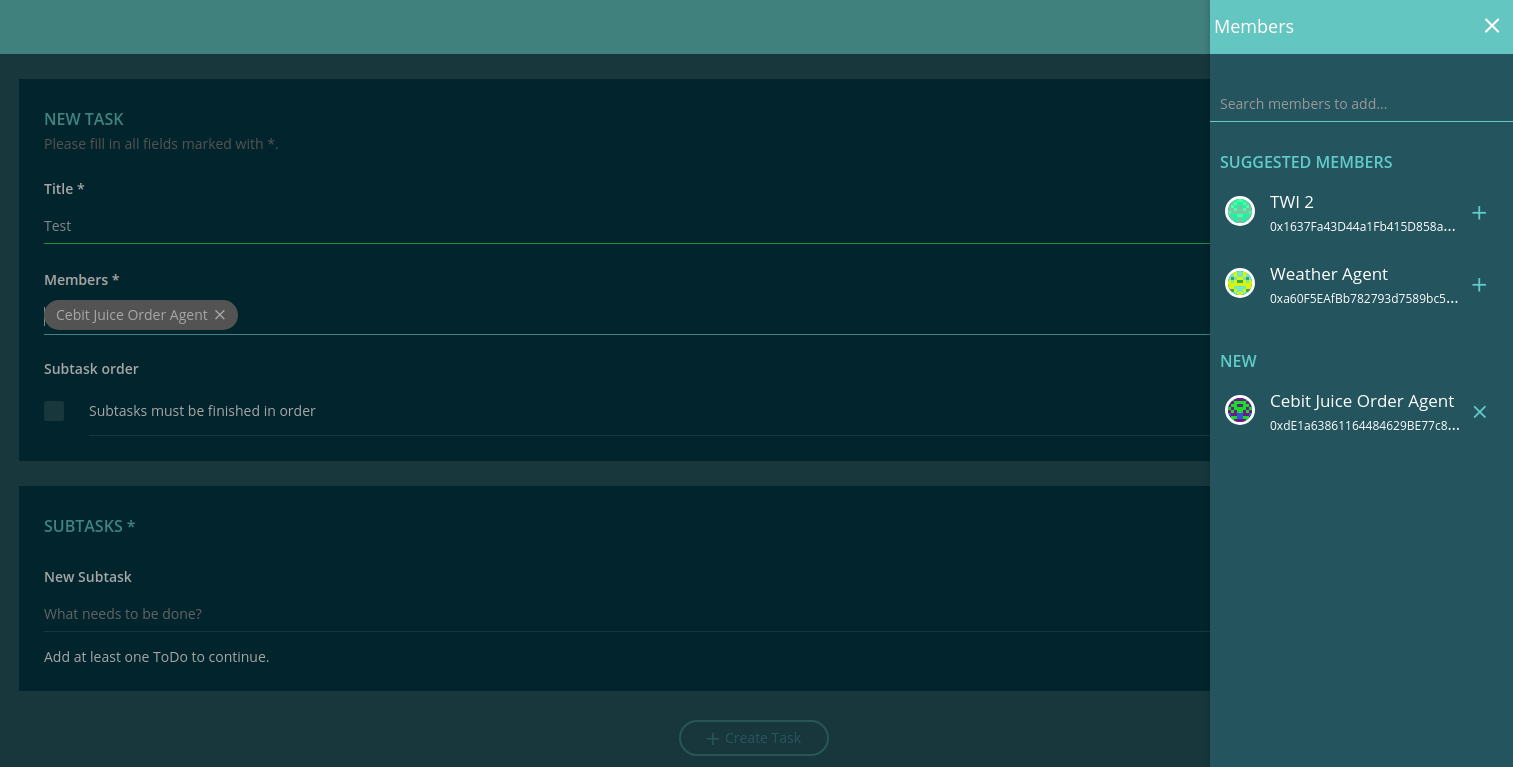 NEW TASK
Please fill in all fields marked with *.
Title *
Test
Members *
Cebit Juice Order Agent
Subtask order
Subtasks must be finished in order
SUBTASKS *
New Subtask
What needs to be done?
Add at least one ToDo to continue.
Create Task
Members
Search members to add...
SUGGESTED MEMBERS
TWI 2
0x1637Fa43D44a1Fb415D858a...
Weather Agent
0xa60F5EAfBb782793d7589bc5...
NEW
Cebit Juice Order Agent
0xdE1a63861164484629BE77c8...